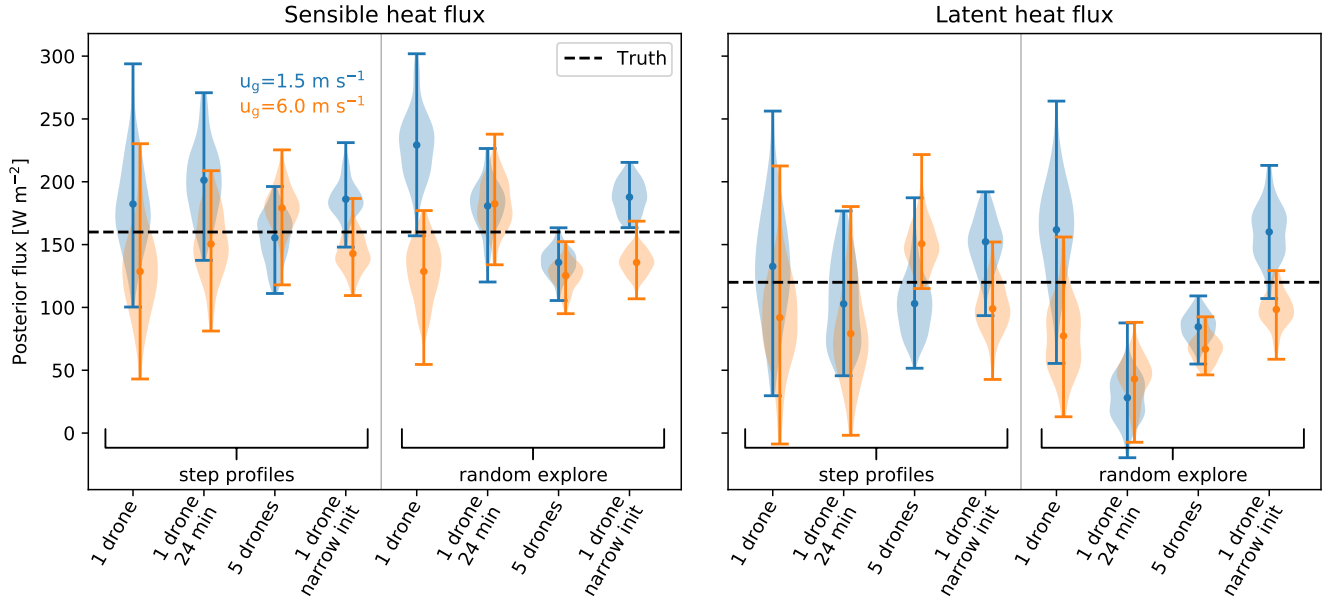 Sensible heat flux
Latent heat flux
Posterior flux [W m⁻²]
300
250
200
150
100
50
0
u_g=1.5 m s⁻¹
u_g=6.0 m s⁻¹
Truth
step profiles
random explore
step profiles
random explore
1 drone
1 drone
24 min
5 drones
1 drone
narrow init
1 drone
1 drone
24 min
5 drones
1 drone
narrow init
1 drone
1 drone
24 min
5 drones
1 drone
narrow init
1 drone
1 drone
24 min
5 drones
1 drone
narrow init